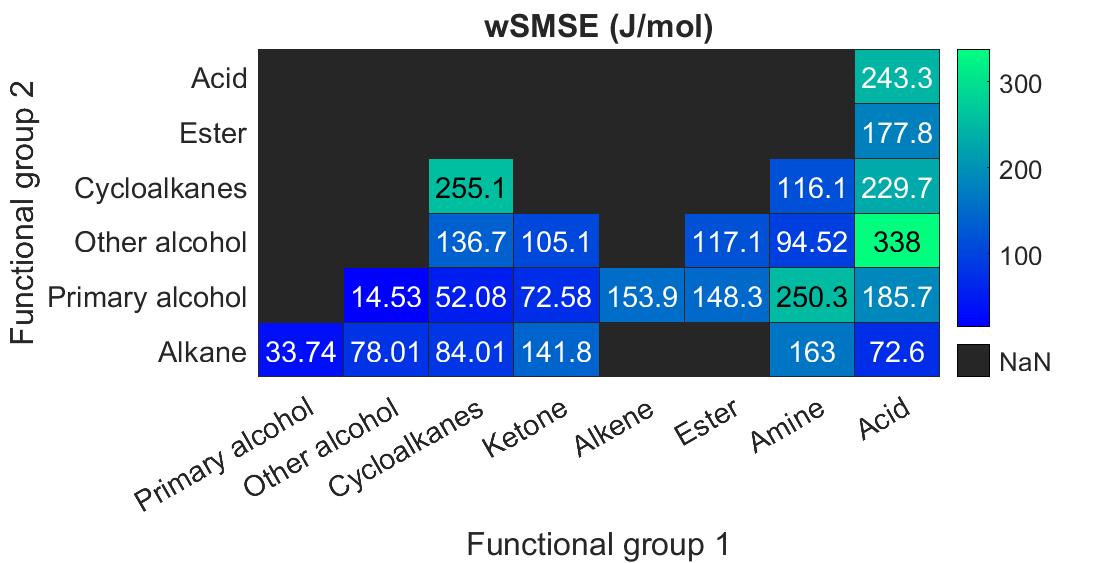 wSMSE (J/mol)
Functional group 2
Acid 243.3
Ester 177.8
Cycloalkanes 255.1 116.1 229.7
Other alcohol 136.7 105.1 117.1 94.52 338
Primary alcohol 14.53 52.08 72.58 153.9 148.3 250.3 185.7
Alkane 33.74 78.01 84.01 141.8 163 72.6
Primary alcohol Other alcohol Cycloalkanes Ketone Alkene Ester Amine Acid
Functional group 1
300
200
100
NaN